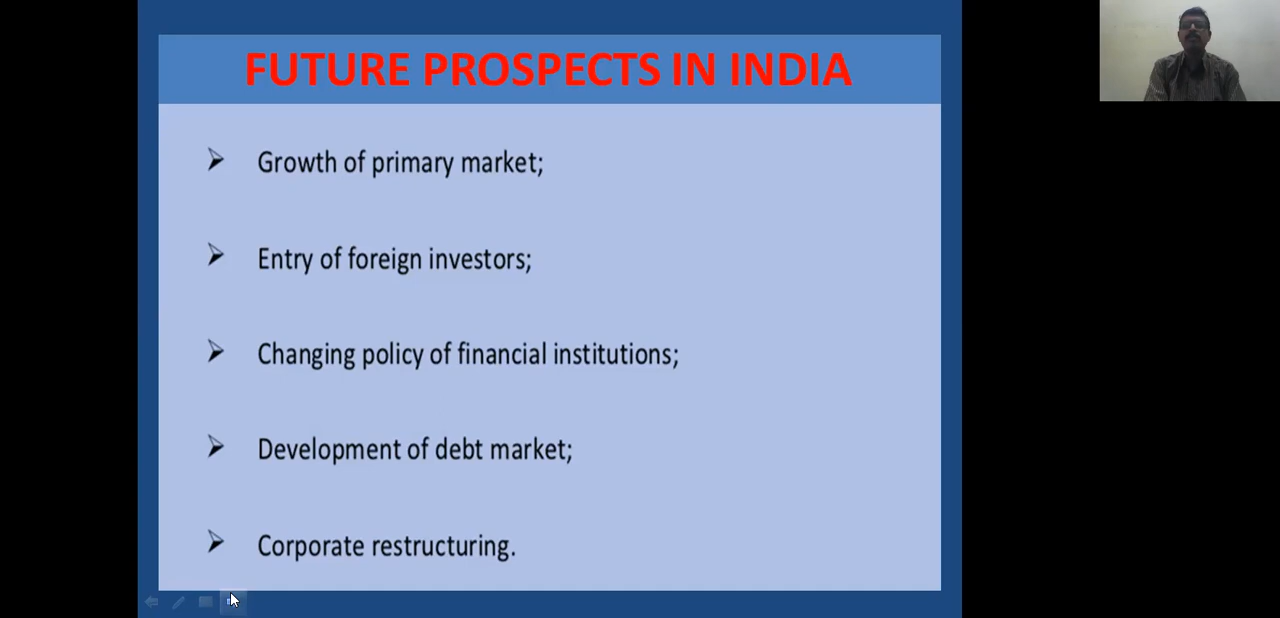 FUTURE PROSPECTS IN INDIA
Growth of primary market;
Entry of foreign investors;
Changing policy of financial institutions;
Development of debt market;
Corporate restructuring.